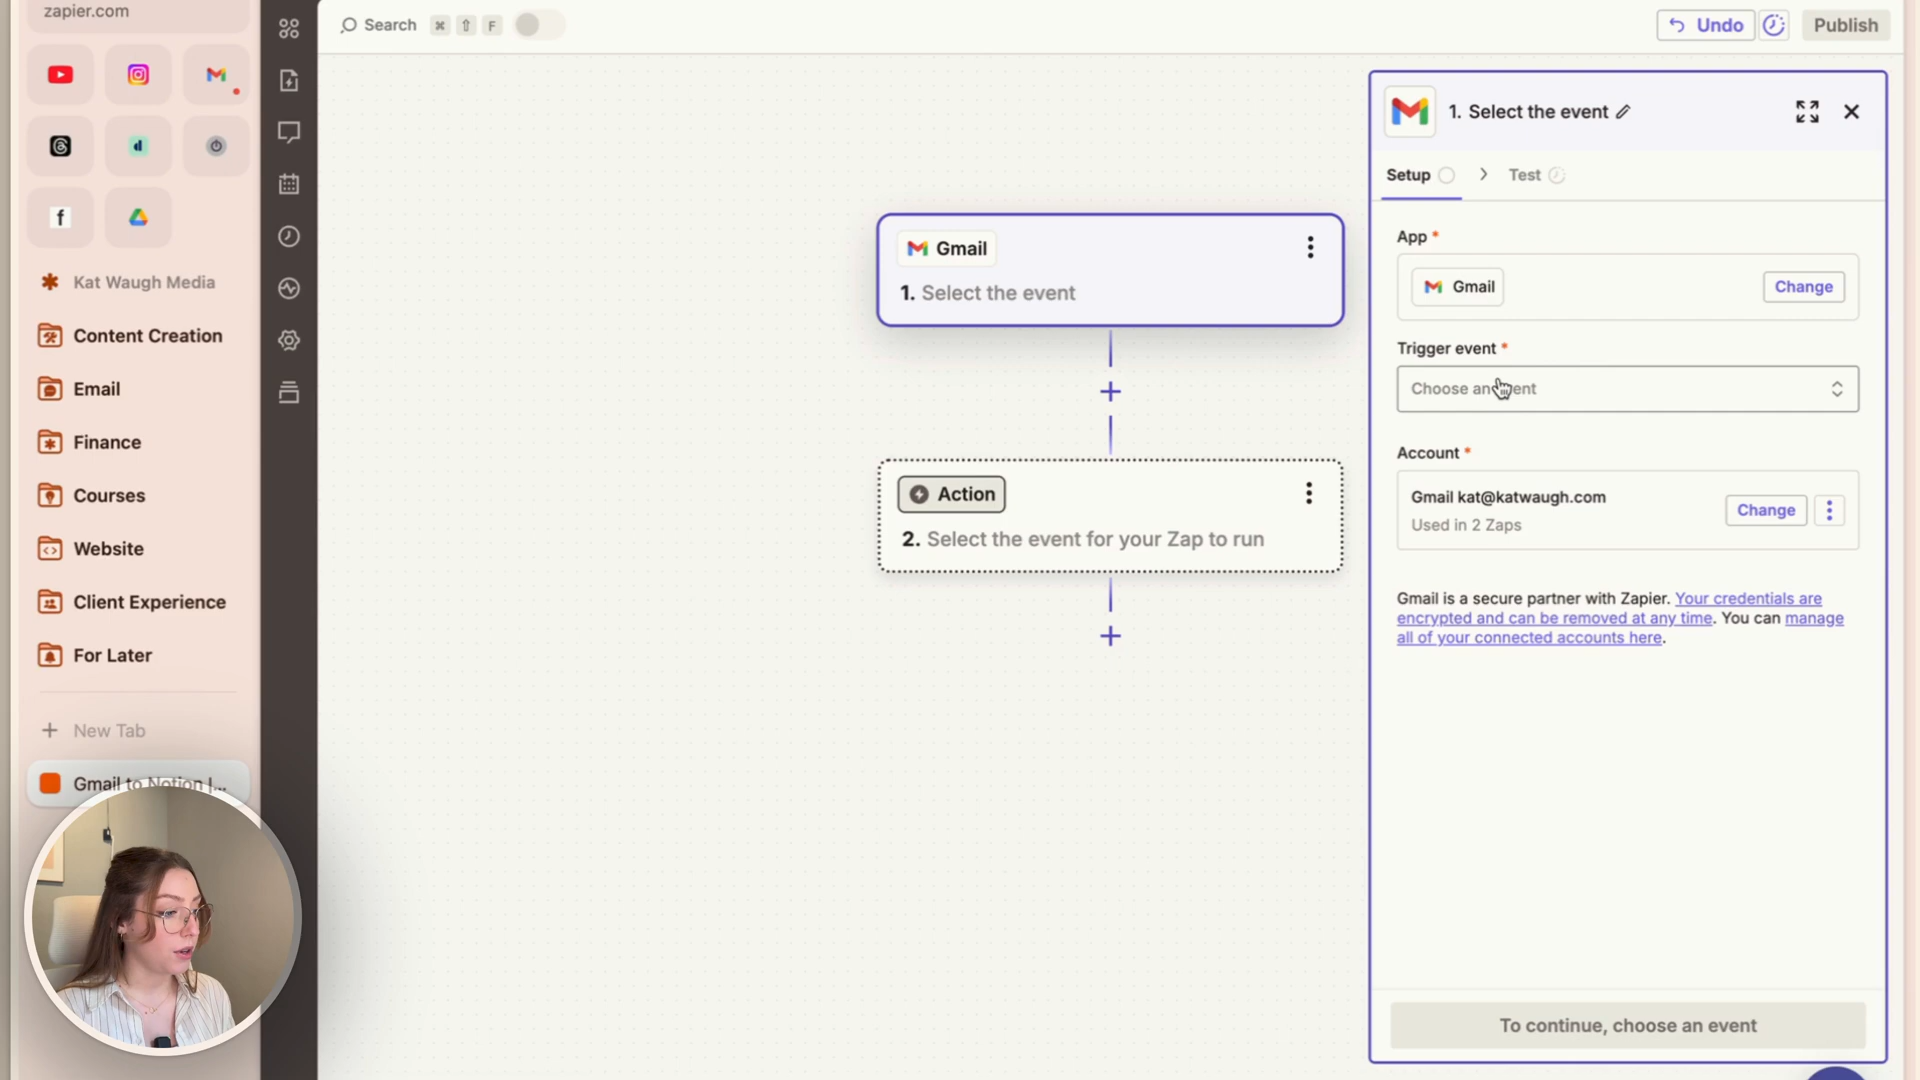 zapier.com
Search ⌘ ⇧ F
Undo
Publish
Kat Waugh Media
Content Creation
Email
Finance
Courses
Website
Client Experience
For Later
New Tab
Gmail to Notion |...
Gmail
1. Select the event
Action
2. Select the event for your Zap to run
1. Select the event
Setup
Test
App *
Gmail
Change
Trigger event *
Choose an event
Account *
Gmail kat@katwaugh.com
Used in 2 Zaps
Change
Gmail is a secure partner with Zapier. Your credentials are
encrypted and can be removed at any time. You can manage
all of your connected accounts here.
To continue, choose an event